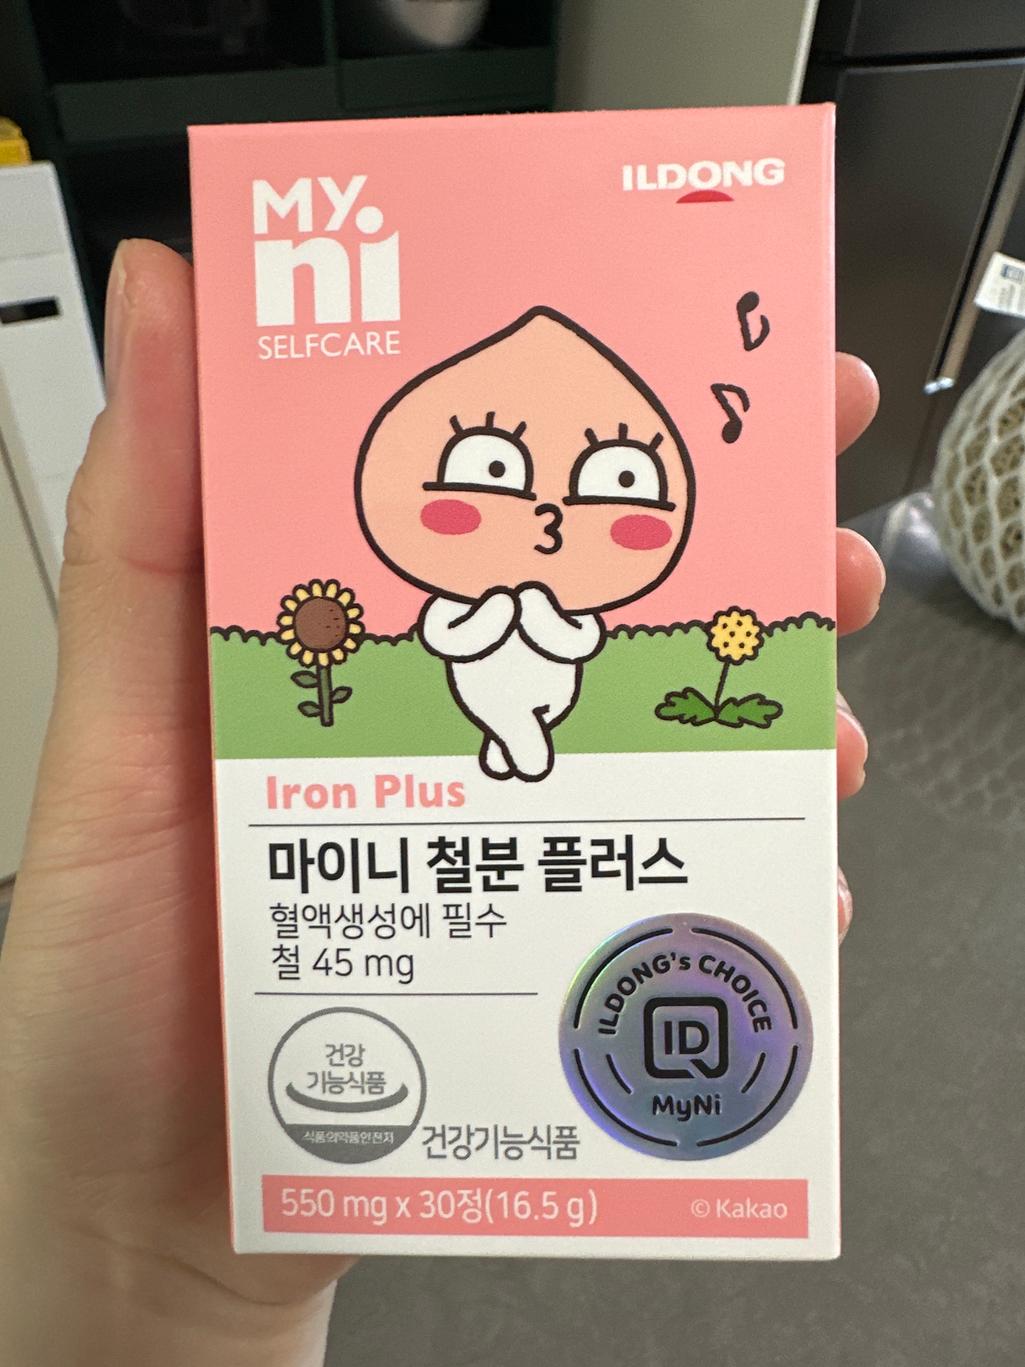 MY.
ni
SELFCARE
ILDONG
Iron Plus
마이니 철분 플러스
혈액생성에 필수
철 45 mg
건강
기능식품
식품의약품안전처
건강기능식품
ILDONG's CHOICE
ID
MyNi
550 mg x 30정(16.5 g)
© Kakao